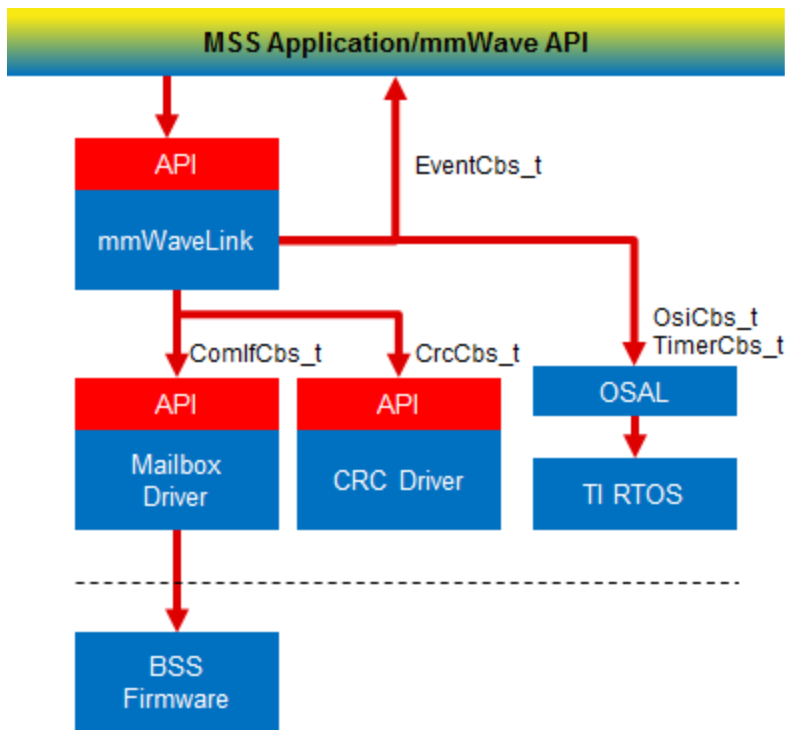 MSS Application/mmWave API
API
mmWaveLink
EventCbs_t
OsiCbs_t
TimerCbs_t
ComIfCbs_t
CrcCbs_t
API
Mailbox
Driver
API
CRC Driver
OSAL
TI RTOS
BSS
Firmware